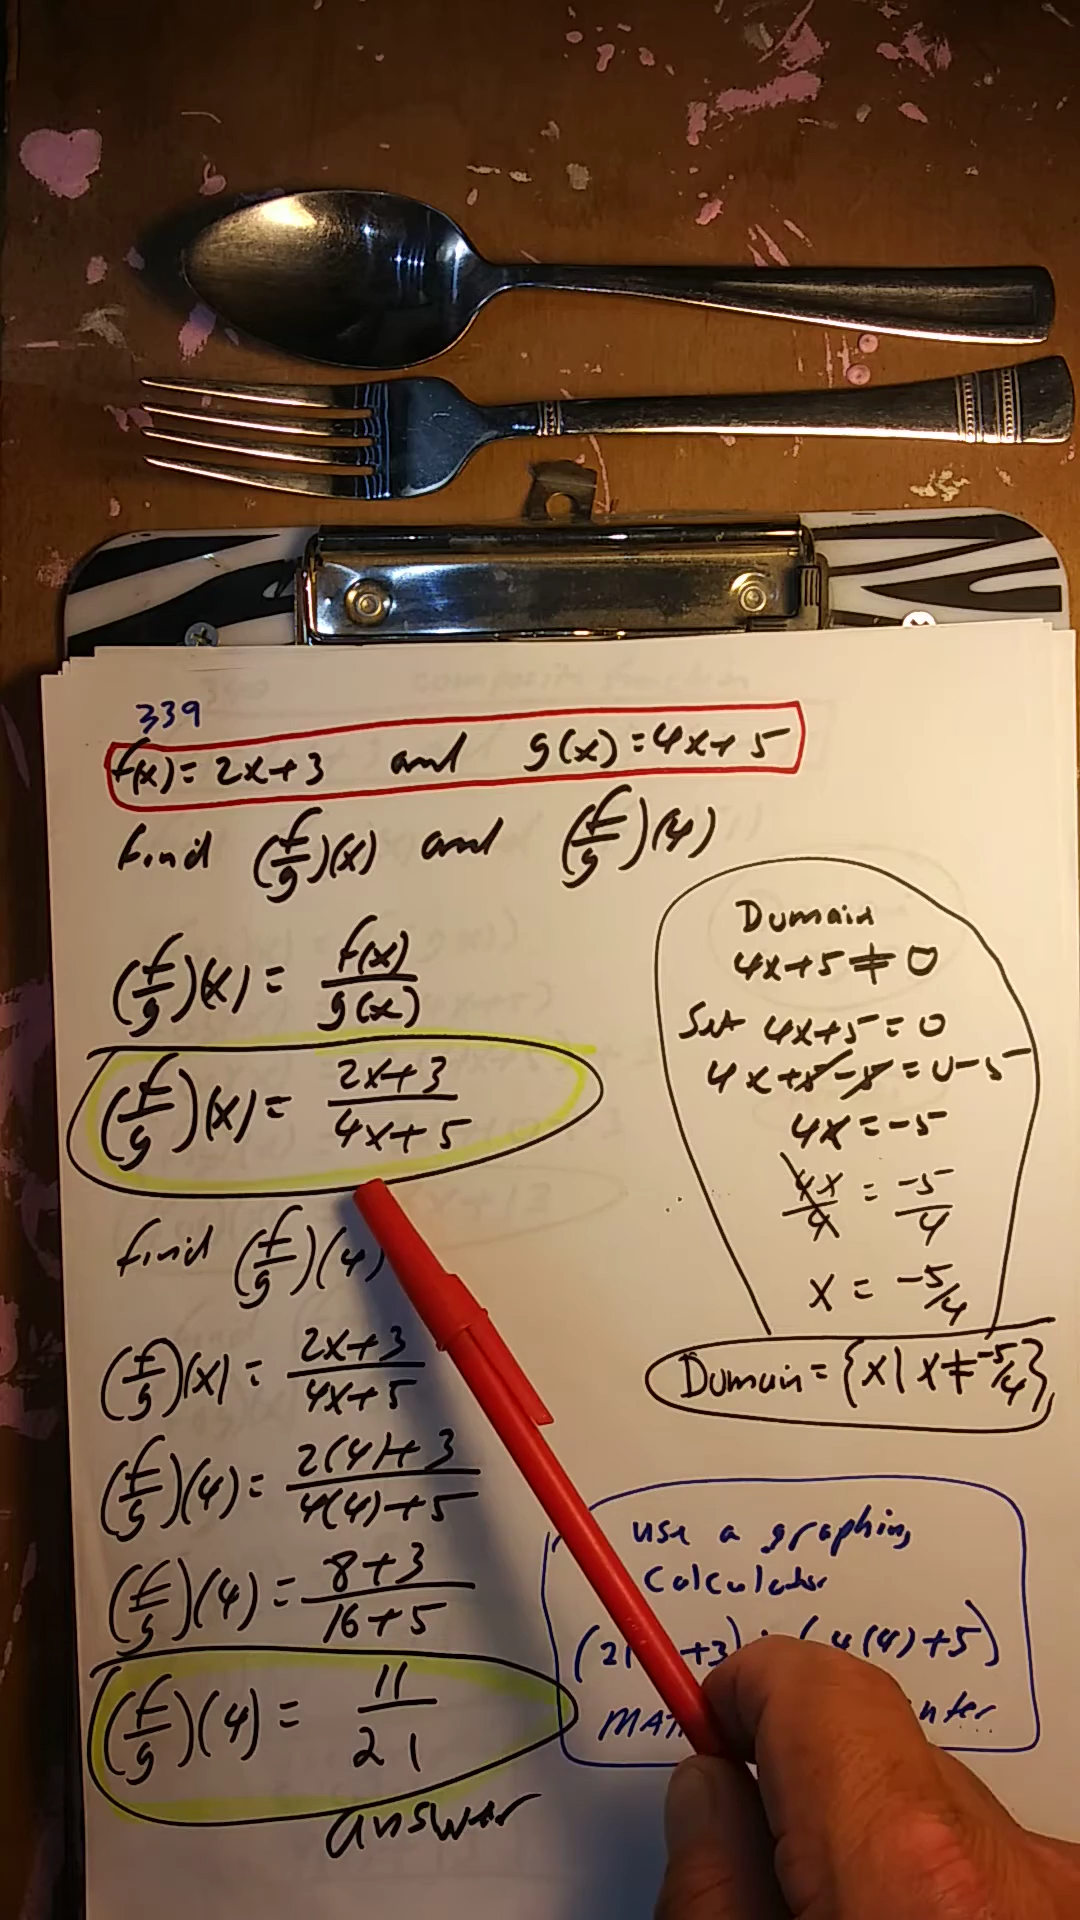 339
f(x) = 2x+3 and g(x) = 4x+5
find (f/g)(x) and (f/g)(4)
(f/g)(x) = f(x)/g(x)
(f/g)(x) = 2x+3/4x+5
find (f/g)(4)
(f/g)(x) = 2x+3/4x+5
(f/g)(4) = 2(4)+3/4(4)+5
(f/g)(4) = 8+3/16+5
(f/g)(4) = 11/21
answer
Domain
4x+5 ≠ 0
Set 4x+5 = 0
4x+5-5 = 0-5
4x = -5
4x/4 = -5/4
x = -5/4
Domain = {x | x ≠ -5/4}
use a graphing
calculator
(2( +3) (4(4)+5)